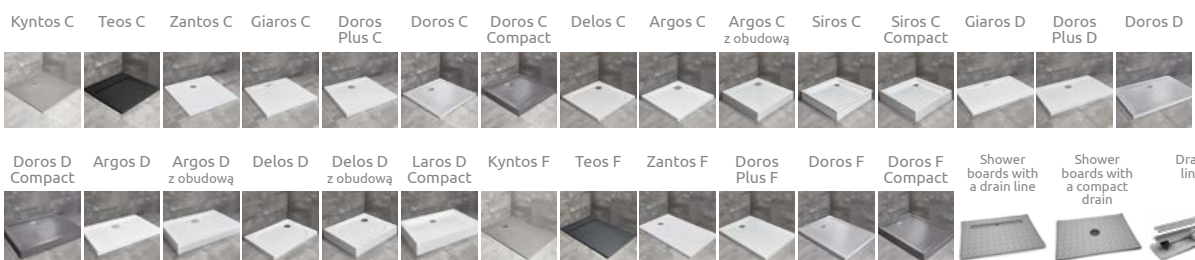 Kyntos C
Teos C
Zantos C
Giaros C
Doros
Plus C
Doros C
Doros C
Compact
Delos C
Argos C
Argos C
z obudową
Siros C
Siros C
Compact
Giaros D
Doros
Plus D
Doros D
Doros D
Compact
Argos D
Argos D
z obudową
Delos D
Delos D
z obudową
Laros D
Compact
Kyntos F
Teos F
Zantos F
Doros
Plus F
Doros F
Doros F
Compact
Shower
boards with
a drain line
Shower
boards with
a compact
drain